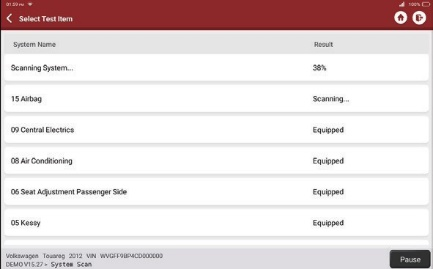 100%
Select Test Item
System Name Result
Scanning System... 38%
15 Airbag Scanning...
09 Central Electrics Equipped
08 Air Conditioning Equipped
06 Seat Adjustment Passenger Side Equipped
05 Kessy Equipped
Volkswagen Touareg 2012 VIN WVGFF9BP4CD000000
DEMO V15.27 > System Scan
Pause